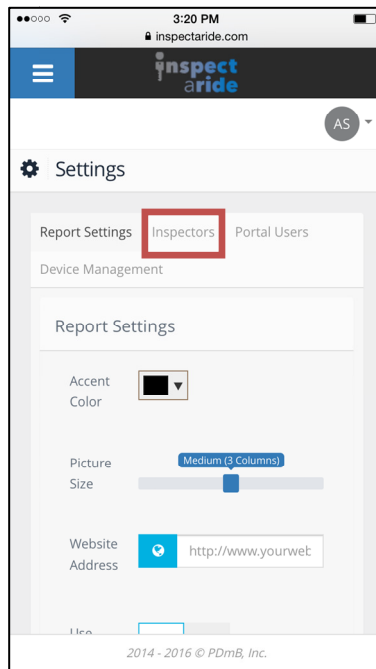 3:20 PM
inspectaride.com
inspect
aride
AS
Settings
Report Settings Inspectors Portal Users
Device Management
Report Settings
Accent
Color
Medium (3 Columns)
Picture
Size
Website
Address
http://www.yourweb
Use
2014 - 2016 © PDmB, Inc.